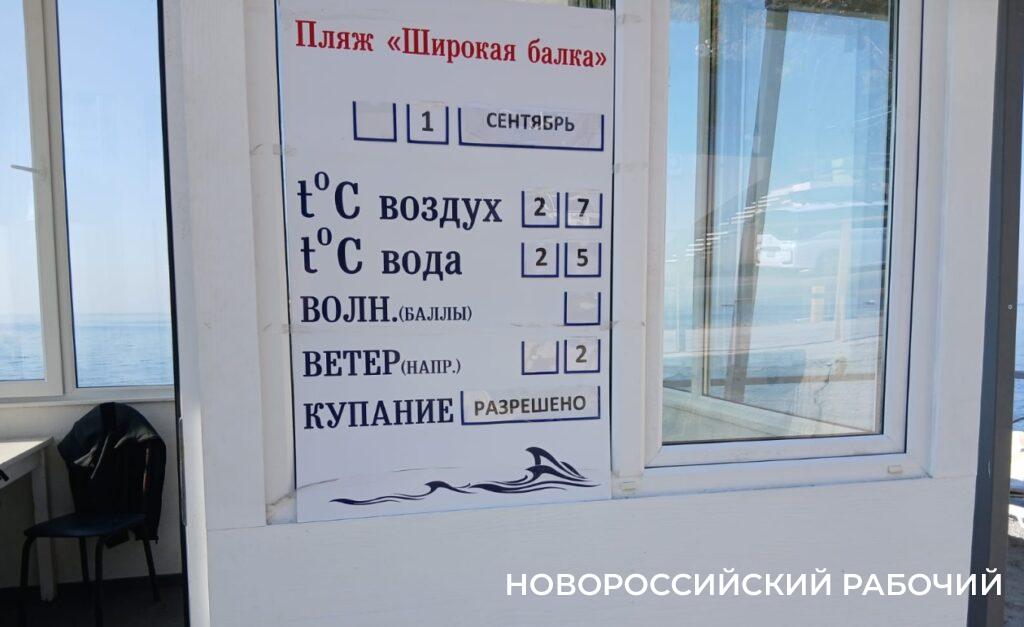 Пляж «Широкая балка»
1 СЕНТЯБРЬ
t°C воздух 2 7
t°C вода 2 5
ВОЛН.(БАЛЛЫ)
ВЕТЕР(НАПР.) 2
КУПАНИЕ РАЗРЕШЕНО
НОВОРОССИЙСКИЙ РАБОЧИЙ